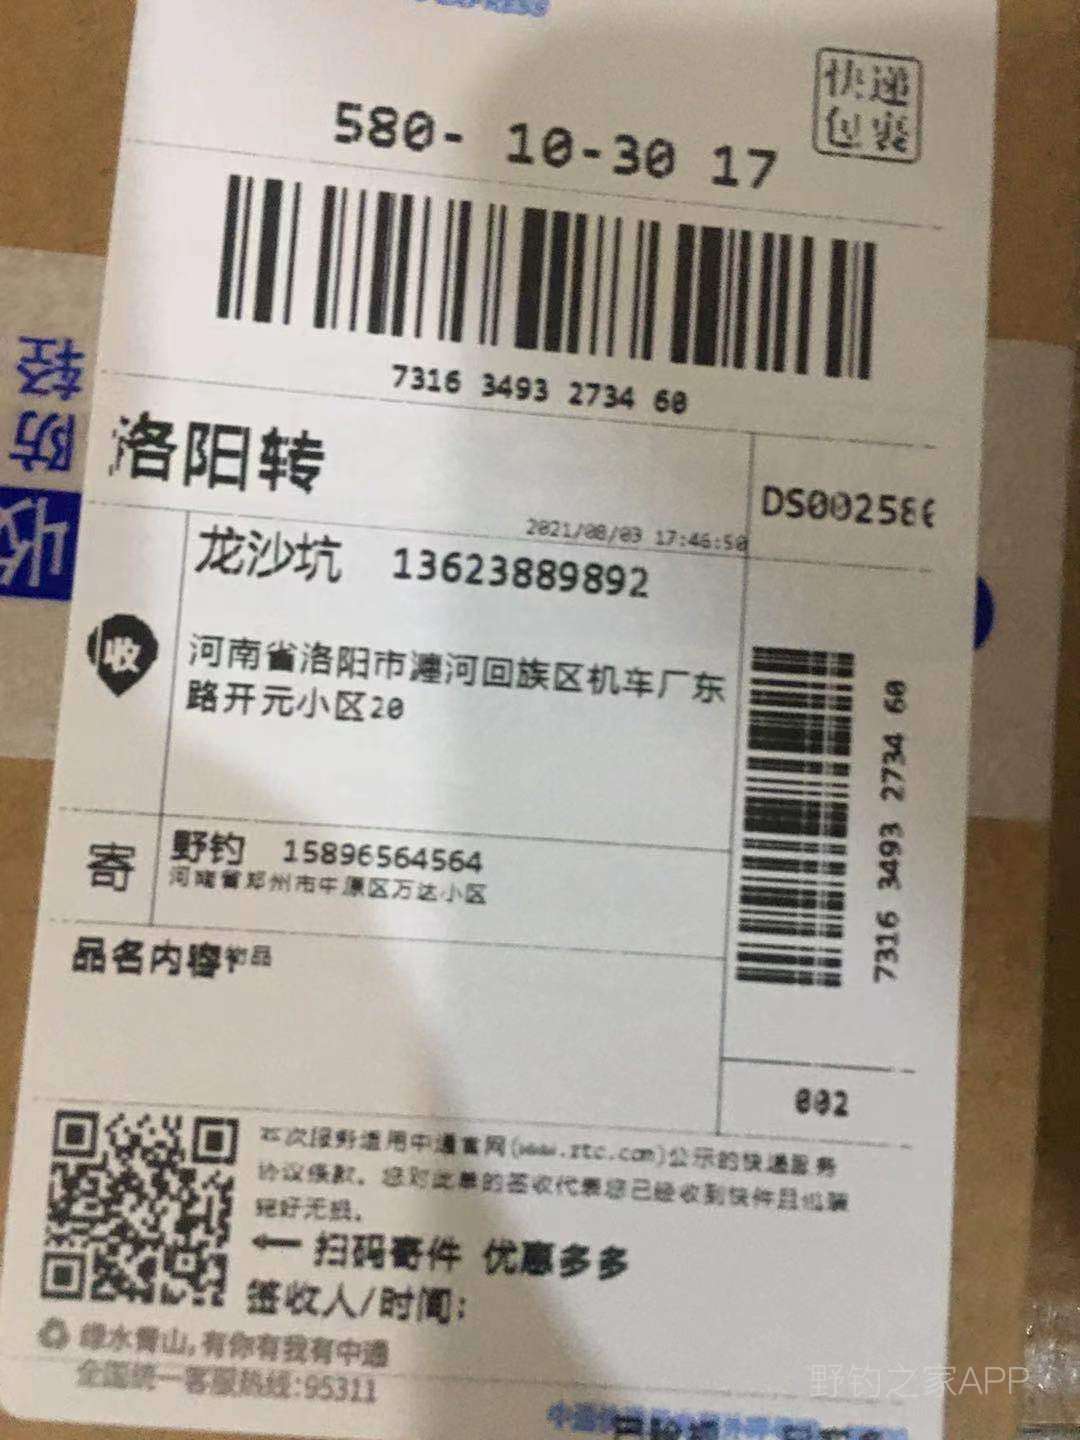 EXPRESS
快递
包裹
580- 10-30 17
7316 3493 2734 60
洛阳转
DS002586
2021/08/03 17:46:50
龙沙坑 13623889892
收
河南省洛阳市瀍河回族区机车厂东
路开元小区20
7316 3493 2734 60
寄
野钓 15896564564
河南省郑州市中原区万达小区
品名内容 物品
002
本次服务适用中通官网(www.zto.com)公示的快递服务
协议条款。您对此单的签收代表您已经收到快件且包装
完好无损。
扫码寄件 优惠多多
签收人/时间:
绿水青山,有你有我有中通
全国统一客服热线:95311
防
轻
收
野钓之家APP